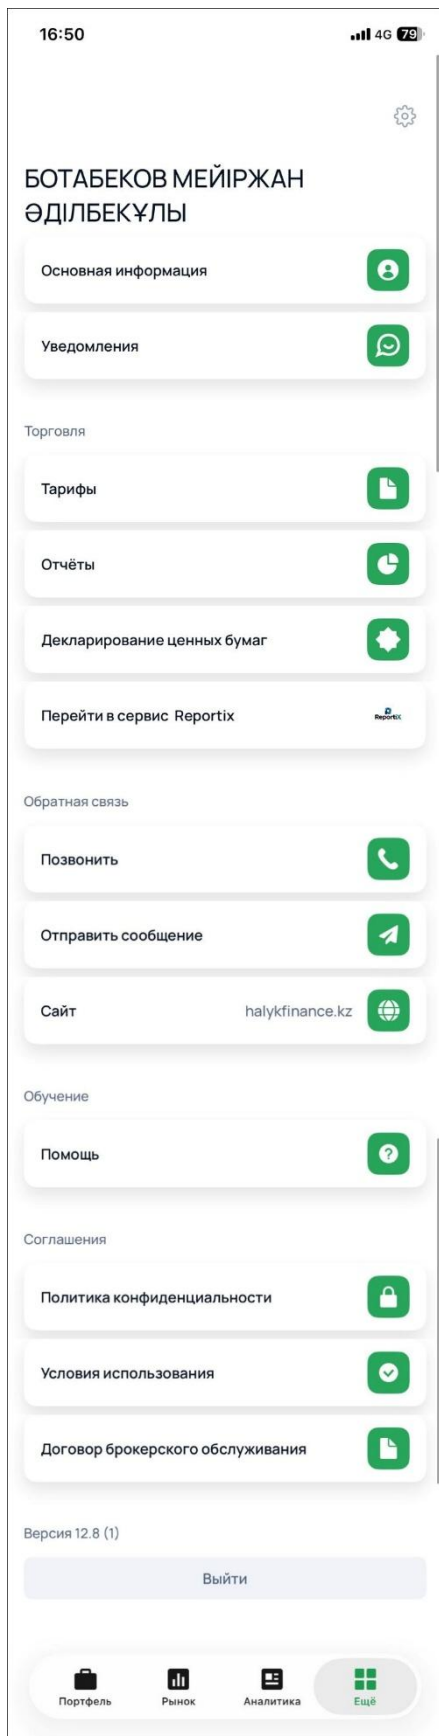 16:50
4G 79
БОТАБЕКОВ МЕЙІРЖАН
ӘДІЛБЕКҰЛЫ
Основная информация
Уведомления
Торговля
Тарифы
Отчёты
Декларирование ценных бумаг
Перейти в сервис Reportix
ReportiX
Обратная связь
Позвонить
Отправить сообщение
Сайт halykfinance.kz
Обучение
Помощь
Соглашения
Политика конфиденциальности
Условия использования
Договор брокерского обслуживания
Версия 12.8 (1)
Выйти
Портфель Рынок Аналитика Ещё